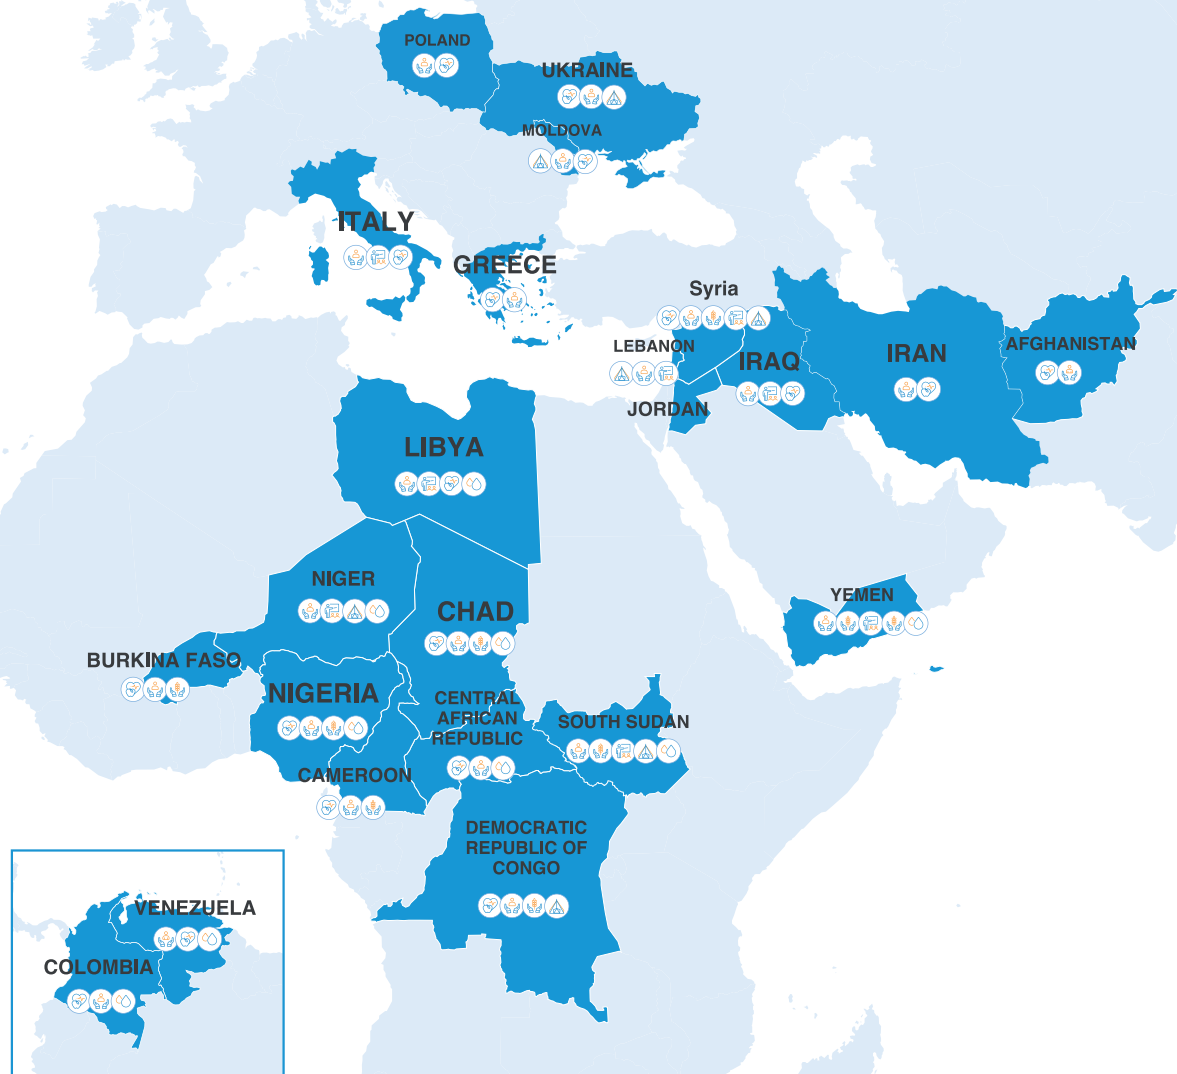 POLAND
UKRAINE
MOLDOVA
ITALY
GREECE
Syria
LEBANON
IRAQ
IRAN
AFGHANISTAN
JORDAN
LIBYA
NIGER
CHAD
YEMEN
BURKINA FASO
NIGERIA
CENTRAL
AFRICAN
REPUBLIC
SOUTH SUDAN
CAMEROON
DEMOCRATIC
REPUBLIC OF
CONGO
VENEZUELA
COLOMBIA